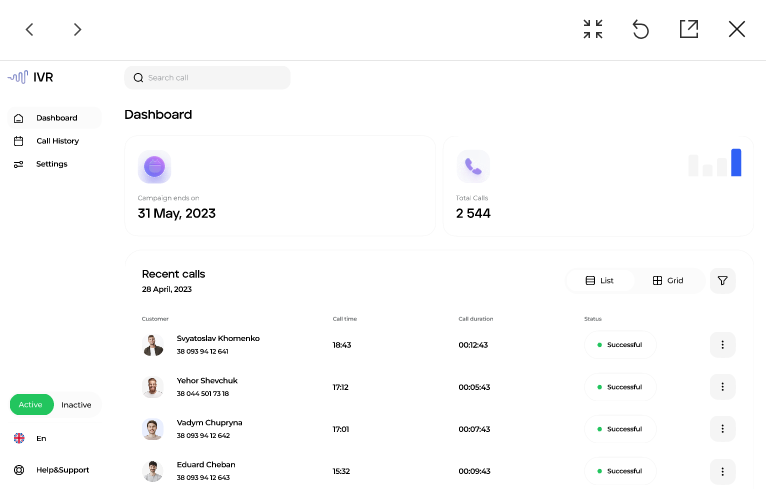 IVR
Search call
Dashboard
Call History
Settings
Dashboard
Campaign ends on
31 May, 2023
Total Calls
2 544
Recent calls
28 April, 2023
List
Grid
Customer
Call time
Call duration
Status
Svyatoslav Khomenko
38 093 94 12 641
18:43
00:12:43
Successful
Yehor Shevchuk
38 044 501 73 18
17:12
00:05:43
Successful
Vadym Chupryna
38 093 94 12 642
17:01
00:07:43
Successful
Eduard Cheban
38 093 94 12 643
15:32
00:09:43
Successful
Active
Inactive
En
Help&Support